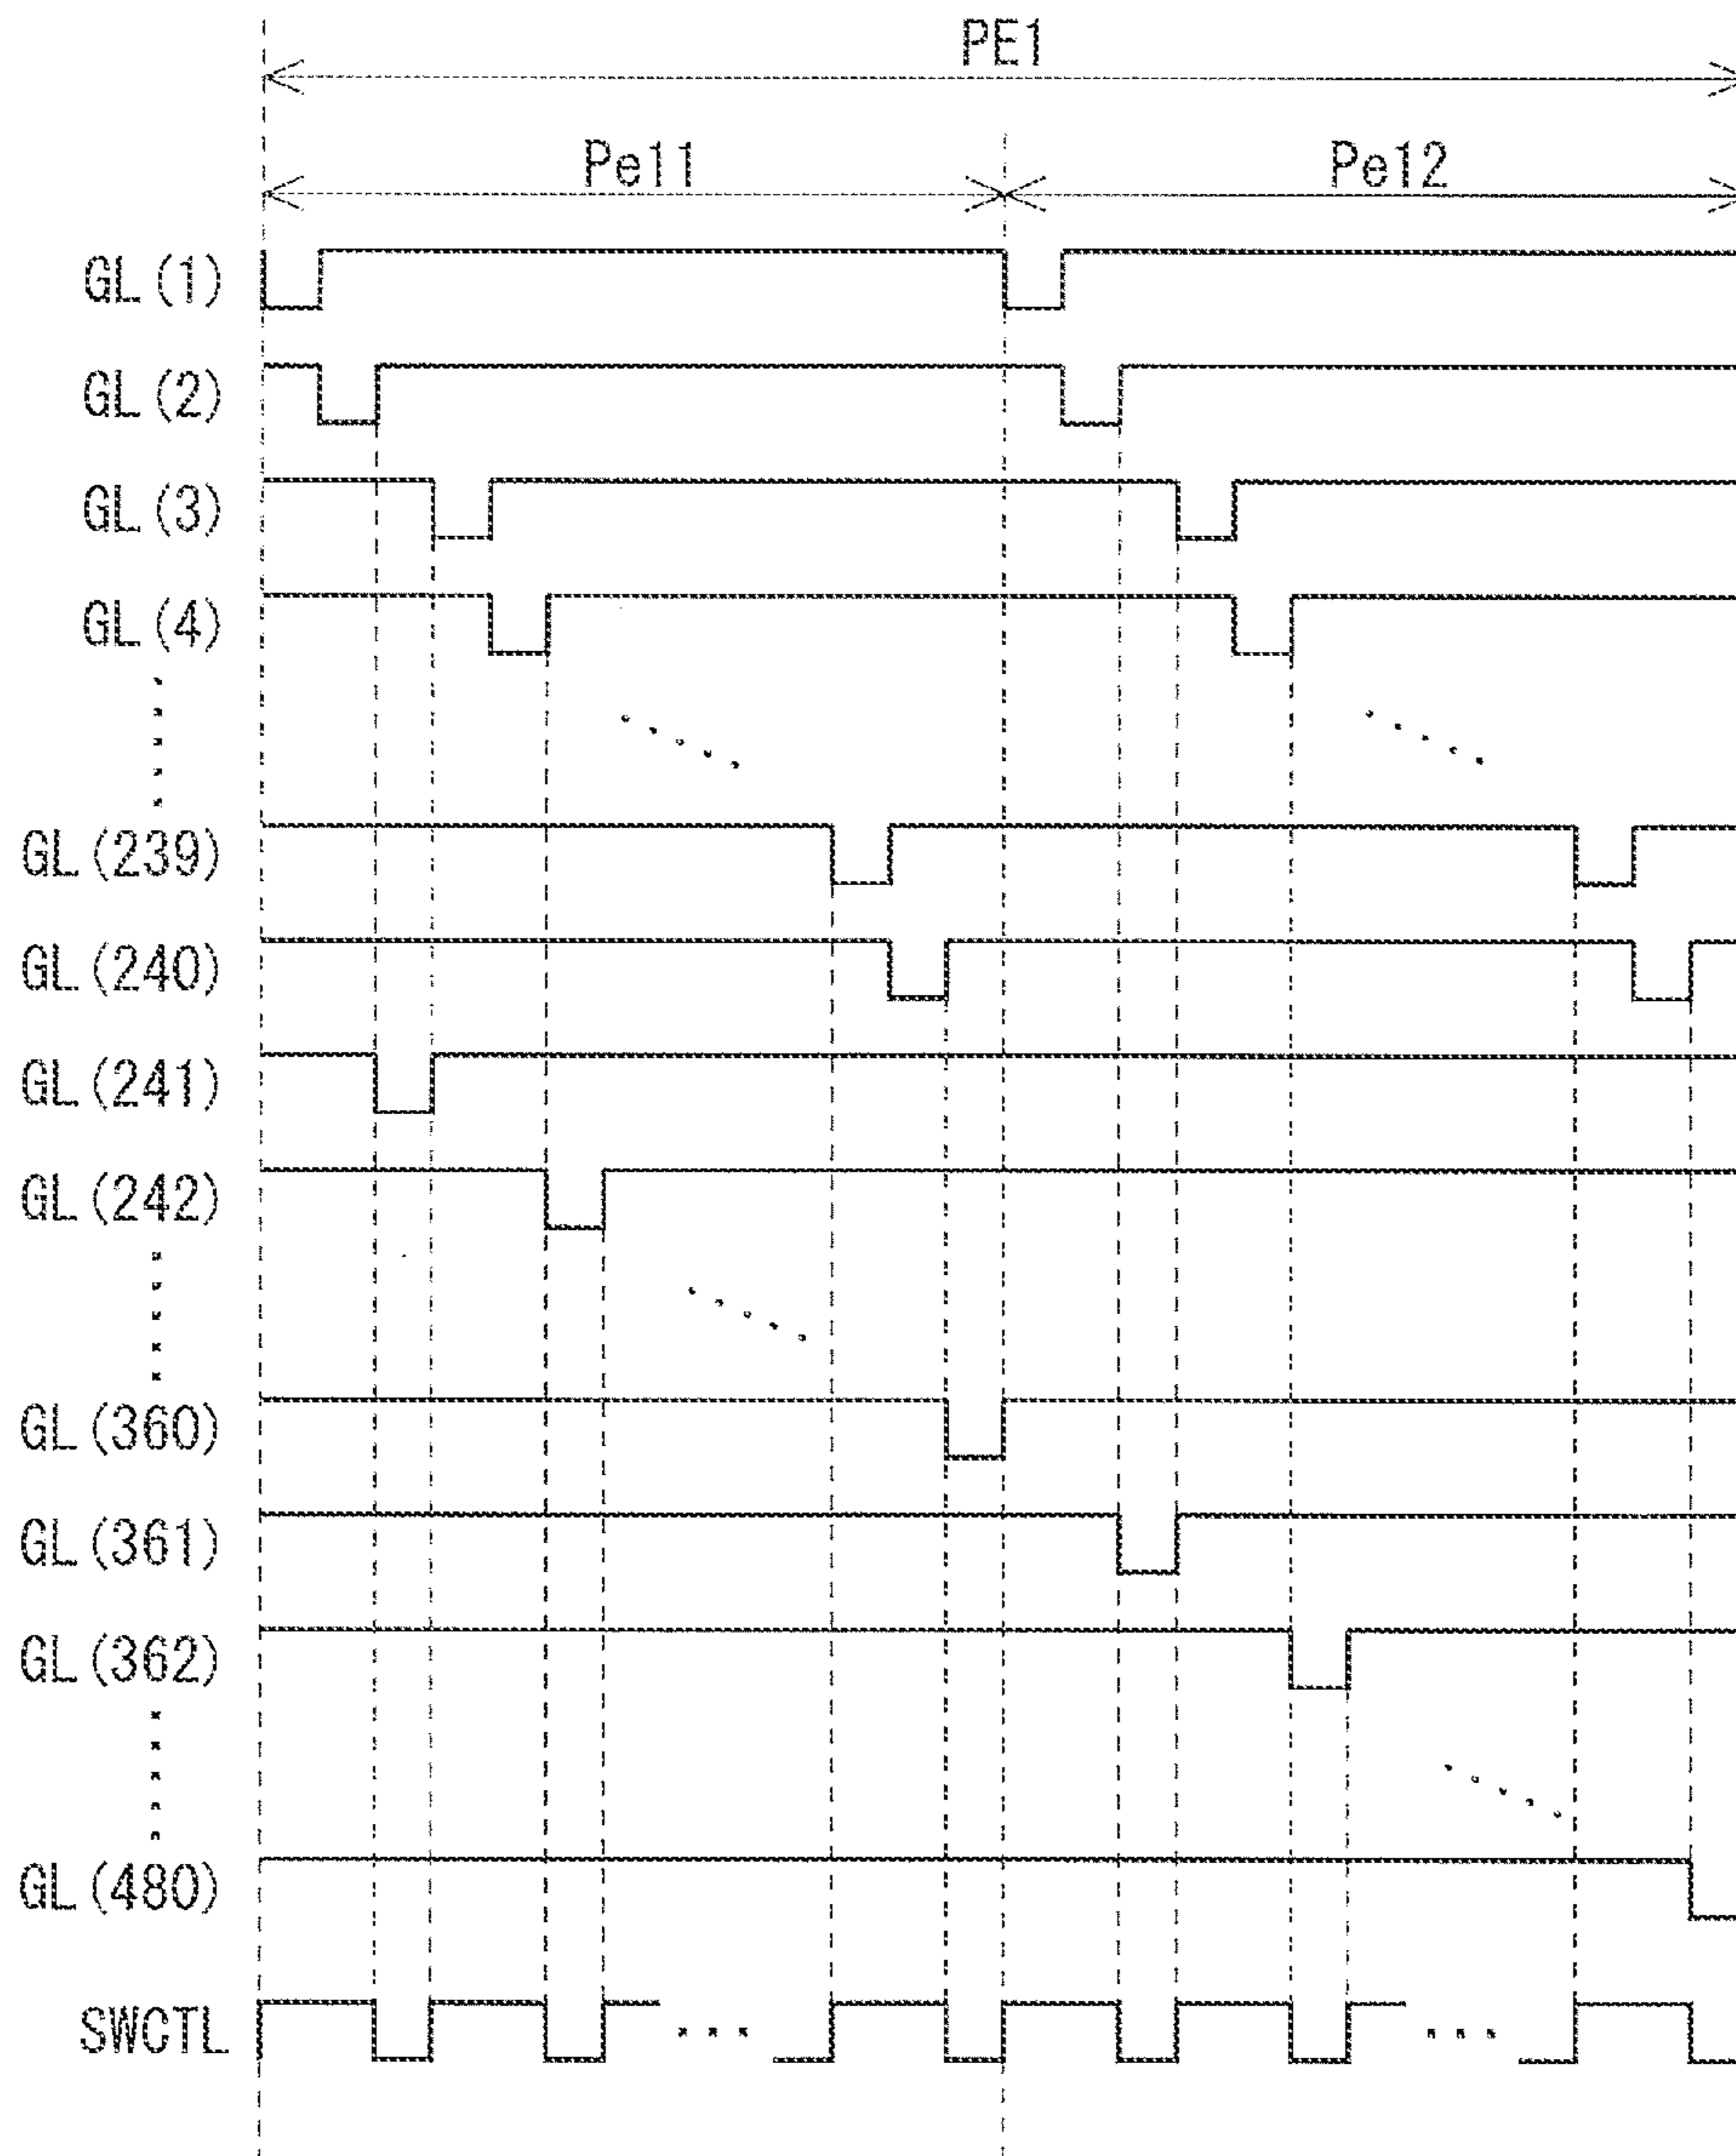 PE1
Pe11
Pe12
GL(1)
GL(2)
GL(3)
GL(4)
GL(239)
GL(240)
GL(241)
GL(242)
GL(360)
GL(361)
GL(362)
GL(480)
SWCTL